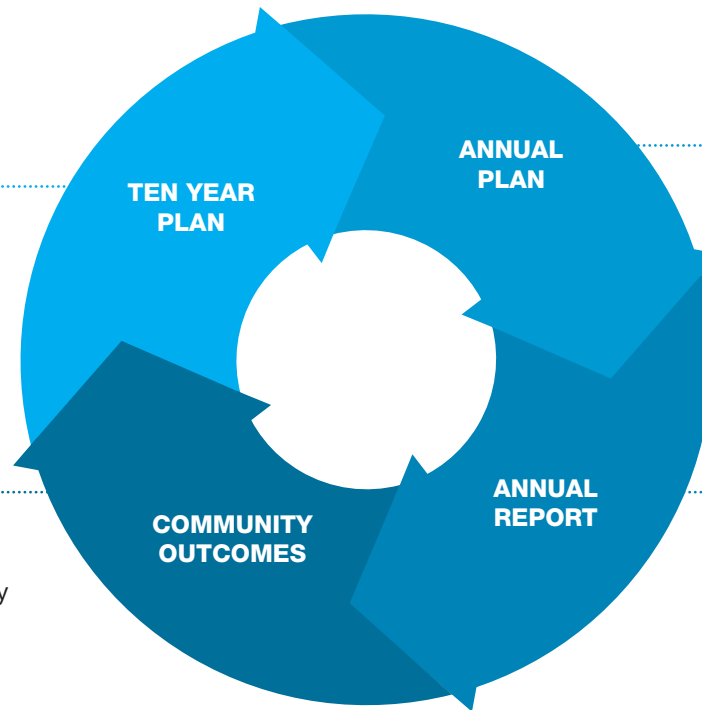 ANNUAL
PLAN
TEN YEAR
PLAN
ANNUAL
REPORT
COMMUNITY
OUTCOMES
y